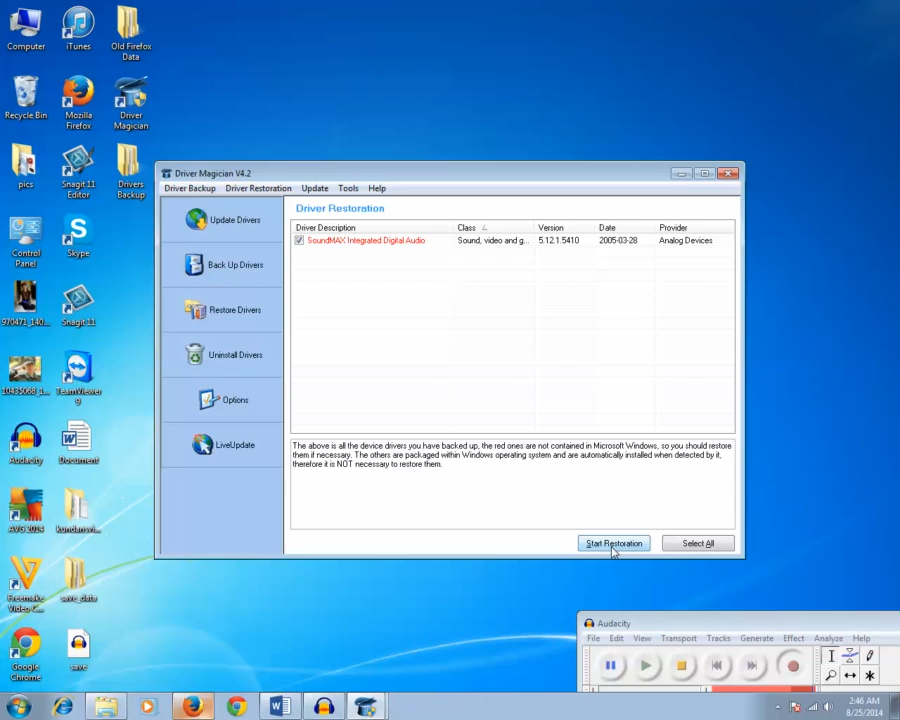 Computer
iTunes
Old Firefox
Data
Recycle Bin
Mozilla
Firefox
Driver
Magician
pics
Snagit 11
Editor
Drivers
Backup
Control
Panel
Skype
970471_140...
Snagit 11
10435068_1...
TeamViewer
9
Audacity
Document
AVG 2014
kundansvi...
Freemake
Video C...
save_data
Google
Chrome
save
Driver Magician V4.2
Driver Backup Driver Restoration Update Tools Help
Update Drivers
Back Up Drivers
Restore Drivers
Uninstall Drivers
Options
LiveUpdate
Driver Restoration
Driver Description Class Version Date Provider
SoundMAX Integrated Digital Audio Sound, video and g... 5.12.1.5410 2005-03-28 Analog Devices
The above is all the device drivers you have backed up, the red ones are not contained in Microsoft Windows, so you should restore
them if necessary. The others are packaged within Windows operating system and are automatically installed when detected by it,
therefore it is NOT necessary to restore them.
Start Restoration
Select All
Audacity
File Edit View Transport Tracks Generate Effect Analyze Help
2:46 AM
8/25/2014